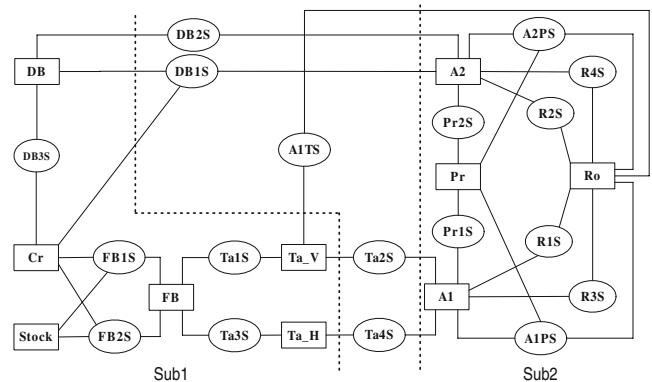 DB2S A2PS
DB DB1S A2 R4S
Pr2S R2S
DB3S A1TS
Pr Ro
Pr1S R1S
Cr FB1S Ta1S Ta_V Ta2S
FB A1 R3S
Stock FB2S Ta3S Ta_H Ta4S A1PS
Sub1 Sub2